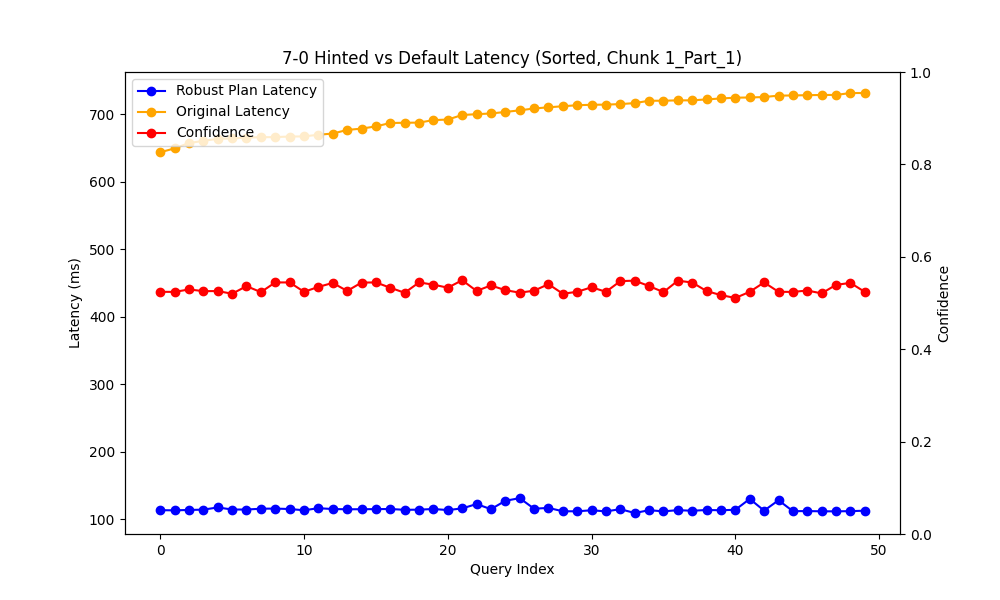 7-0 Hinted vs Default Latency (Sorted, Chunk 1_Part_1)
Robust Plan Latency
Original Latency
Confidence
700
600
500
400
300
200
100
Latency (ms)
1.0
0.8
0.6
0.4
0.2
0.0
Confidence
0
10
20
30
40
50
Query Index